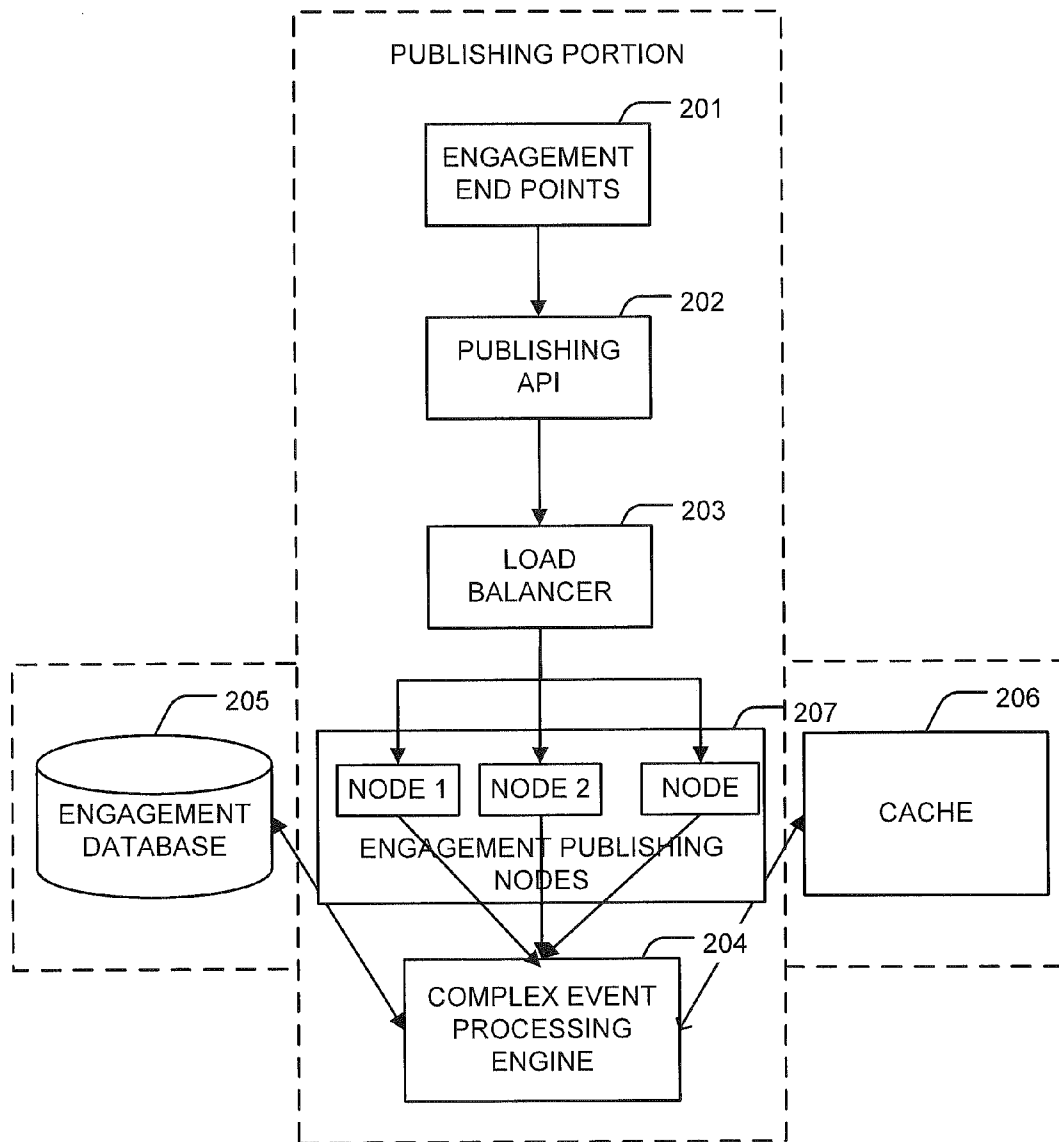 PUBLISHING PORTION
201
ENGAGEMENT
END POINTS
202
PUBLISHING
API
203
LOAD
BALANCER
205
207
206
ENGAGEMENT
DATABASE
NODE 1
NODE 2
NODE
CACHE
ENGAGEMENT PUBLISHING
NODES
204
COMPLEX EVENT
PROCESSING
ENGINE